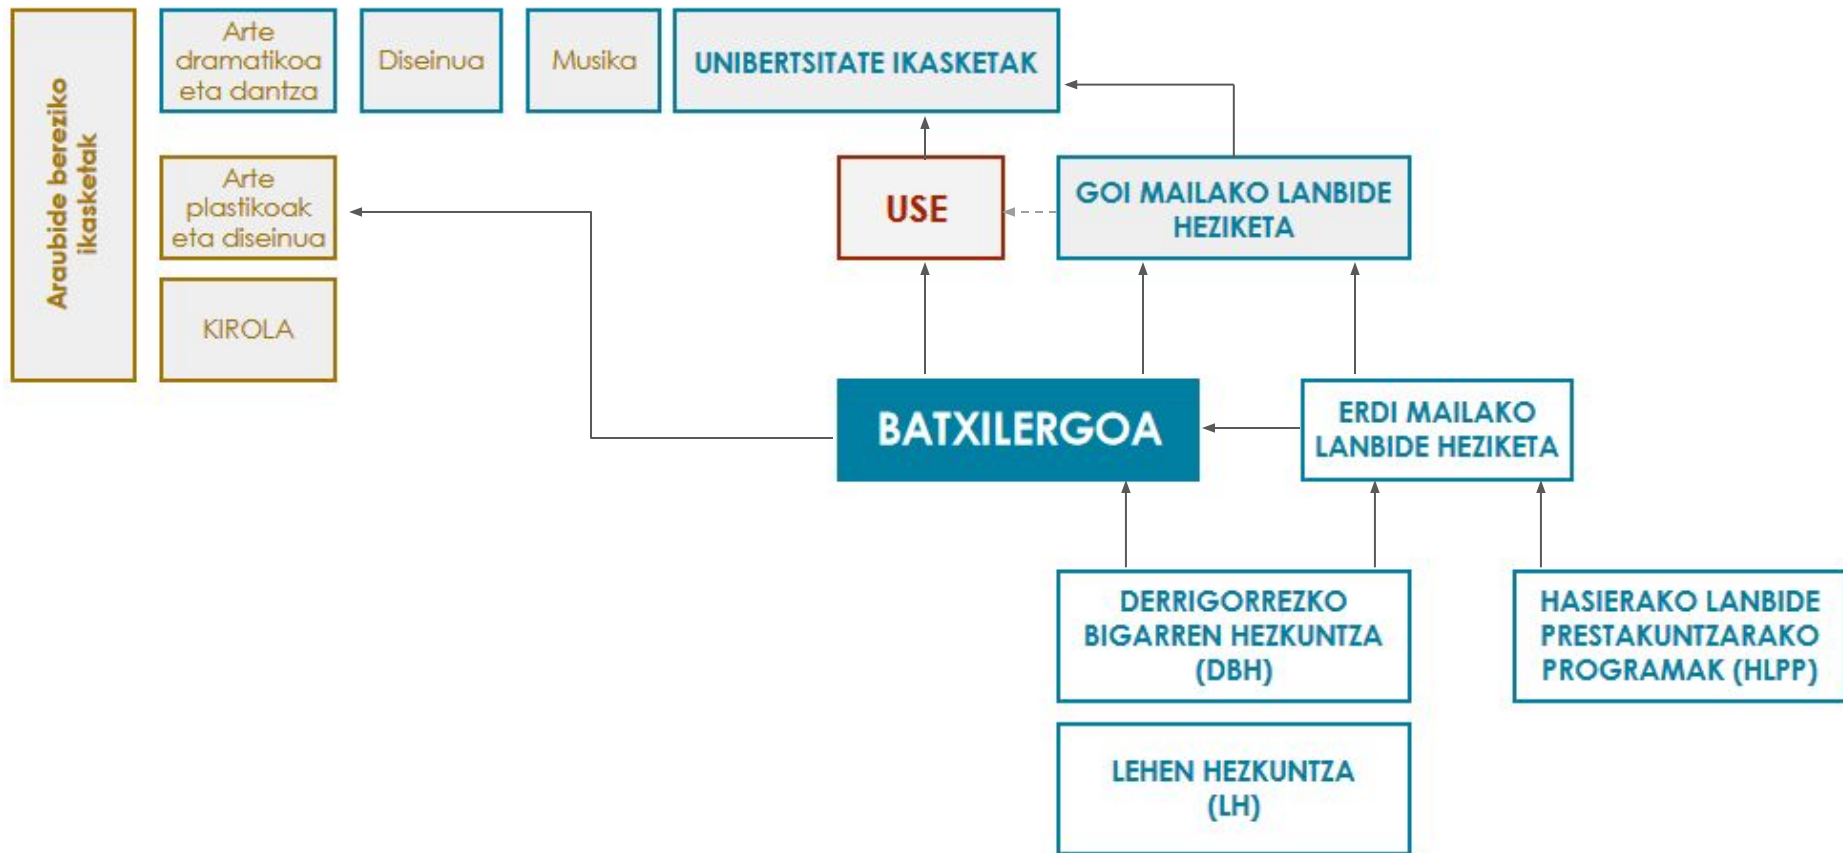 Araubide bereziko
ikasketak
Arte
dramatikoa
eta dantza
Diseinua
Musika
UNIBERTSITATE IKASKETAK
Arte
plastikoak
eta diseinua
USE
GOI MAILAKO LANBIDE
HEZIKETA
KIROLA
BATXILERGOA
ERDI MAILAKO
LANBIDE HEZIKETA
DERRIGORREZKO
BIGARREN HEZKUNTZA
(DBH)
HASIERAKO LANBIDE
PRESTAKUNTZARAKO
PROGRAMAK (HLPP)
LEHEN HEZKUNTZA
(LH)